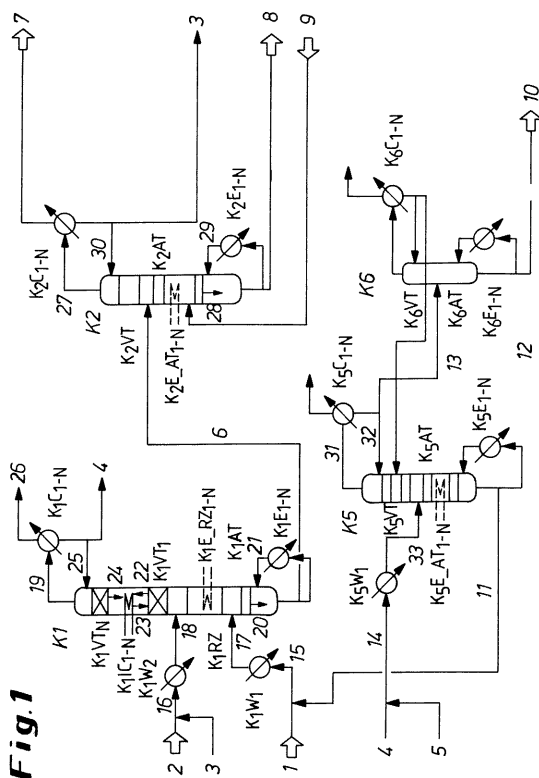 Fig.1
7
3
9
8
10
K2C1-N
27
30
K2
K2AT
K2VT
K2E_AT1-N
29
K2E1-N
28
K6C1-N
K6
K6VT
K6AT
K6E1-N
12
13
6
K5C1-N
31
32
K5
K5AT
K5VT
K5E_AT1-N
K5E1-N
33
K5W1
14
11
4
5
26
K1C1-N
4
19
25
K1
K1VTN
24
K1IC1-N
22
23
K1VT1
K1W2
16
18
K1E_RZ1-N
K1RZ
K1AT
17
21
K1E1-N
20
K1W1
15
2
3
1